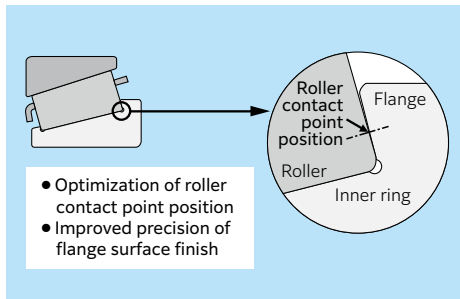 Roller
contact
point
position
Flange
Roller
Inner ring
● Optimization of roller
contact point position
● Improved precision of
flange surface finish